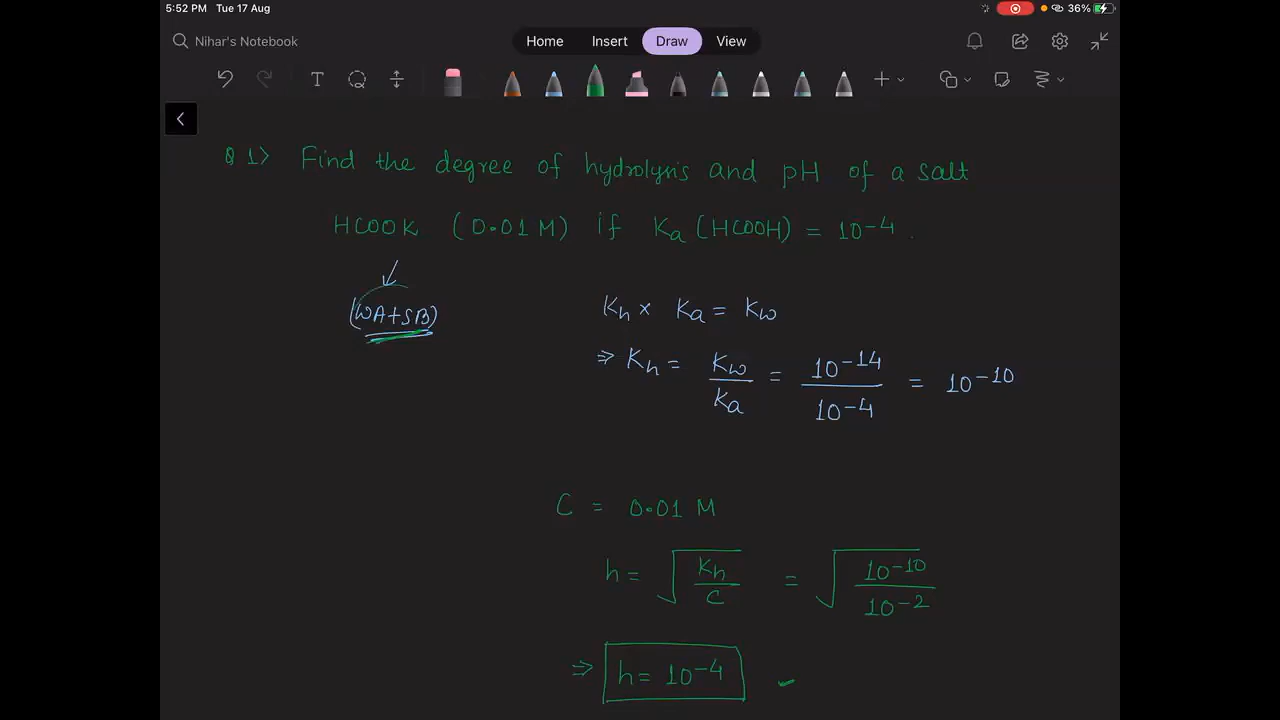 5:52 PM Tue 17 Aug 36%
Nihar's Notebook Home Insert Draw View
T
Q 1> Find the degree of hydrolysis and pH of a salt
HCOOK (0.01 M) if Ka (HCOOH) = 10⁻⁴.
(WA+SB)
Kh × Ka = Kw
⇒ Kh = Kw/Ka = 10⁻¹⁴/10⁻⁴ = 10⁻¹⁰
C = 0.01 M
h = √(Kh/C) = √(10⁻¹⁰/10⁻²)
⇒ h = 10⁻⁴